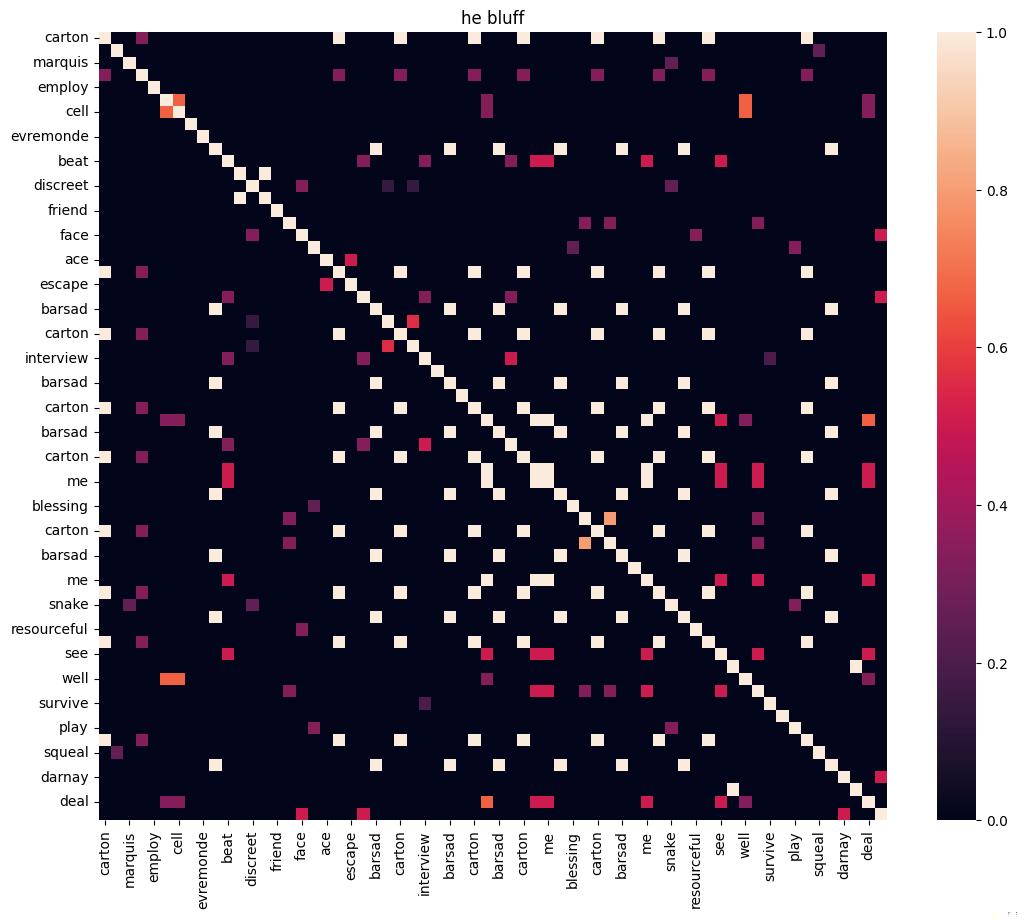 he bluff
carton
marquis
employ
cell
evremonde
beat
discreet
friend
face
ace
escape
barsad
carton
interview
barsad
carton
barsad
carton
me
blessing
carton
barsad
me
snake
resourceful
see
well
survive
play
squeal
darnay
deal
1.0
0.8
0.6
0.4
0.2
0.0
carton
marquis
employ
cell
evremonde
beat
discreet
friend
face
ace
escape
barsad
carton
interview
barsad
carton
barsad
carton
me
blessing
carton
barsad
me
snake
resourceful
see
well
survive
play
squeal
darnay
deal